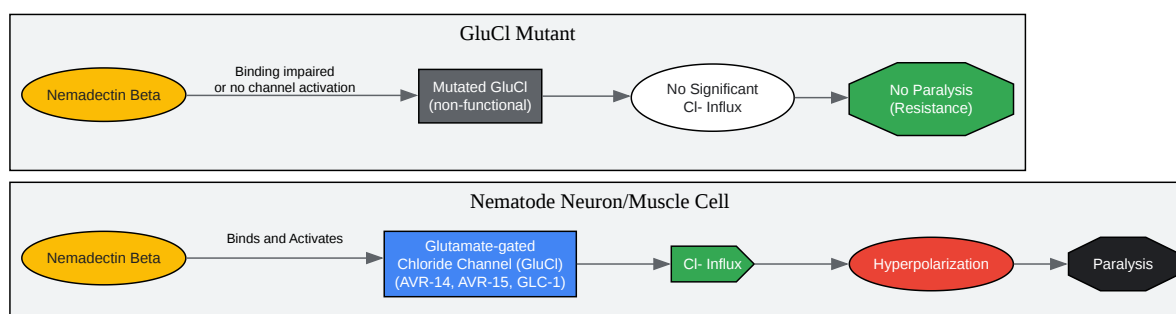 GluCl Mutant
Nemadectin Beta
Binding impaired
or no channel activation
Mutated GluCl
(non-functional)
No Significant
Cl- Influx
No Paralysis
(Resistance)
Nematode Neuron/Muscle Cell
Nemadectin Beta
Binds and Activates
Glutamate-gated
Chloride Channel (GluCl)
(AVR-14, AVR-15, GLC-1)
Cl- Influx
Hyperpolarization
Paralysis